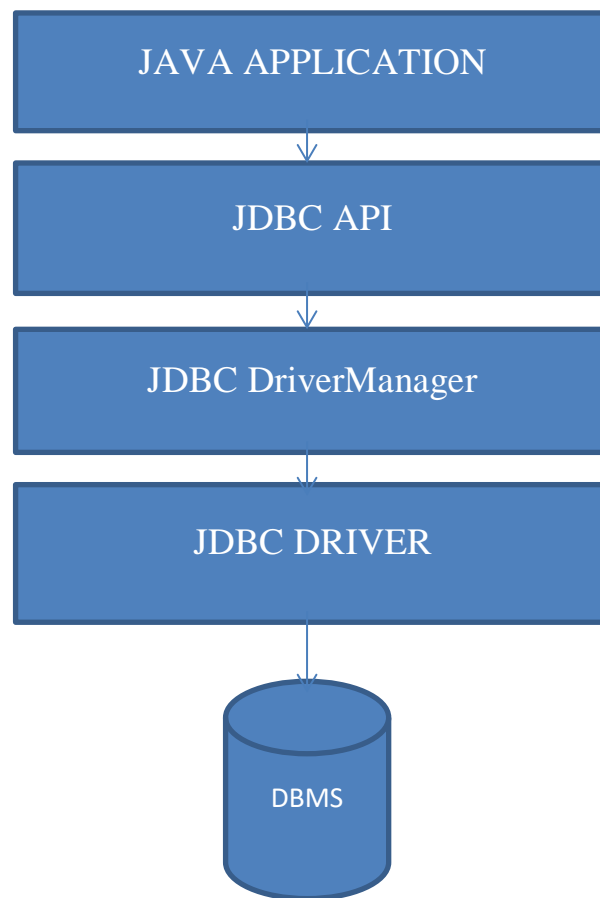 JAVA APPLICATION
JDBC API
JDBC DriverManager
JDBC DRIVER
DBMS